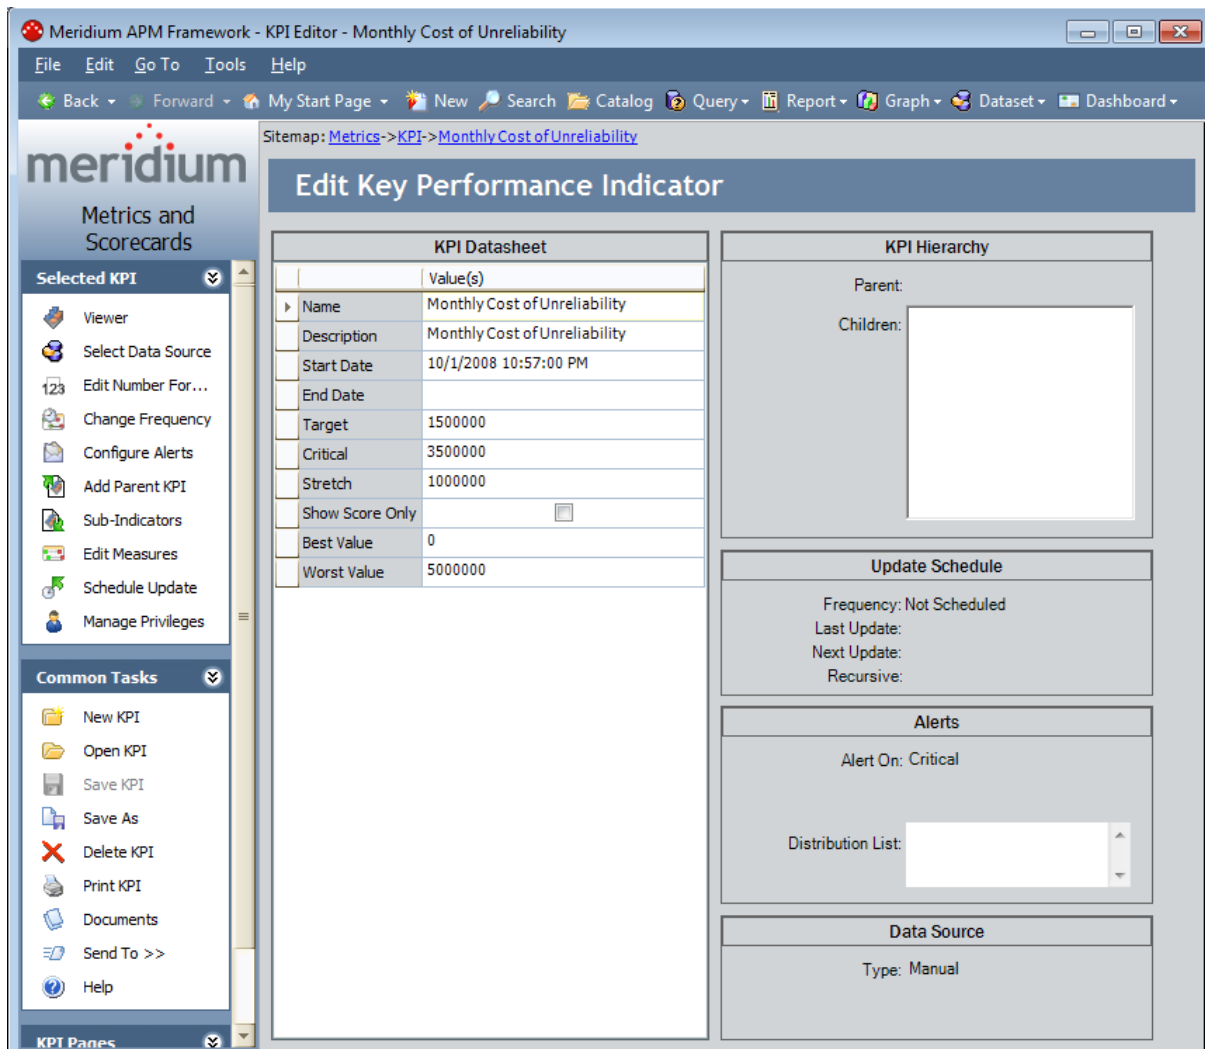 Meridium APM Framework - KPI Editor - Monthly Cost of Unreliability
File Edit Go To Tools Help
Back Forward My Start Page New Search Catalog Query Report Graph Dataset Dashboard
meridium
Metrics and
Scorecards
Selected KPI
Viewer
Select Data Source
123 Edit Number For...
Change Frequency
Configure Alerts
Add Parent KPI
Sub-Indicators
Edit Measures
Schedule Update
Manage Privileges
Common Tasks
New KPI
Open KPI
Save KPI
Save As
Delete KPI
Print KPI
Documents
Send To >>
Help
KPI Pages
Sitemap: Metrics->KPI->Monthly Cost of Unreliability
Edit Key Performance Indicator
KPI Datasheet
Value(s)
Name Monthly Cost of Unreliability
Description Monthly Cost of Unreliability
Start Date 10/1/2008 10:57:00 PM
End Date
Target 1500000
Critical 3500000
Stretch 1000000
Show Score Only
Best Value 0
Worst Value 5000000
KPI Hierarchy
Parent:
Children:
Update Schedule
Frequency: Not Scheduled
Last Update:
Next Update:
Recursive:
Alerts
Alert On: Critical
Distribution List:
Data Source
Type: Manual